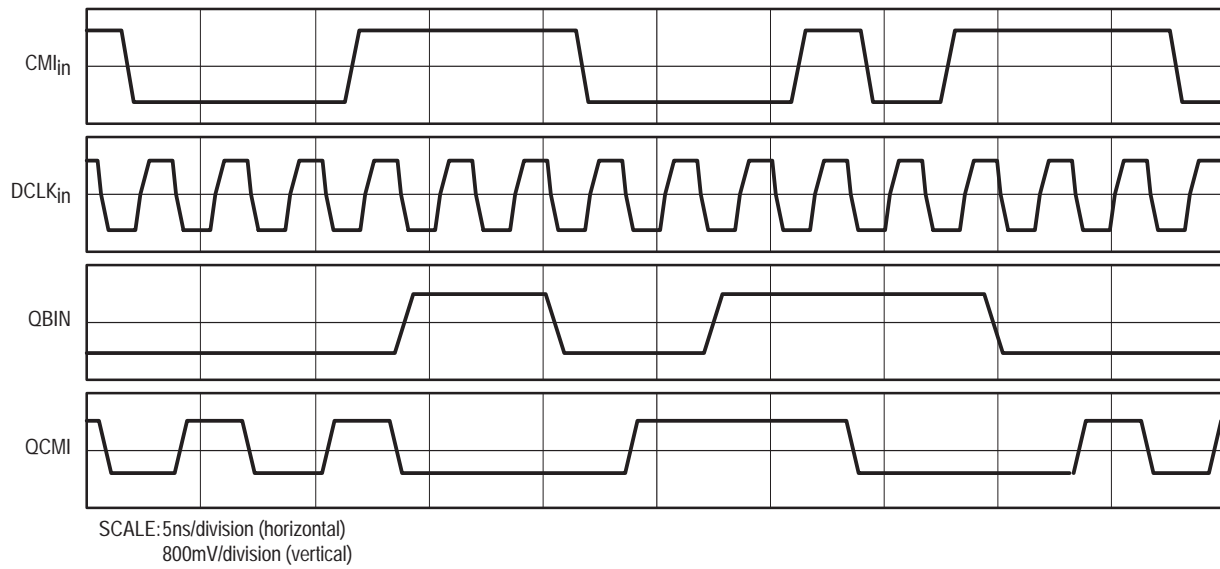 CMIin
DCLKin
QBIN
QCMI
SCALE: 5ns/division (horizontal)
800mV/division (vertical)